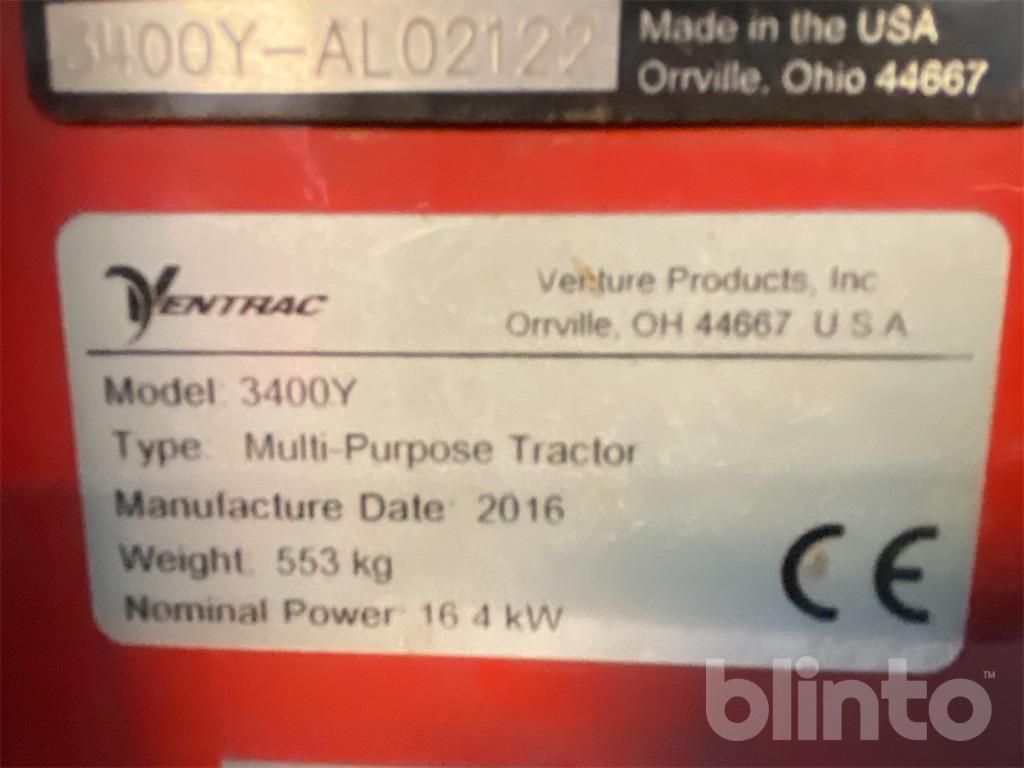 3400Y-AL02122
Made in the USA
Orrville, Ohio 44667
VENTRAC
Venture Products, Inc
Orrville, OH 44667 U S A
Model: 3400Y
Type: Multi-Purpose Tractor
Manufacture Date: 2016
Weight: 553 kg
Nominal Power: 16.4 kW
CE
blinto™